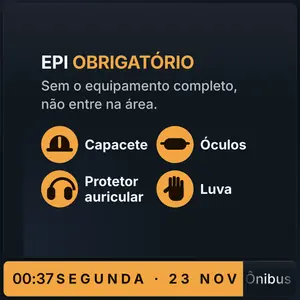 EPI OBRIGATÓRIO
Sem o equipamento completo,
não entre na área.
Capacete
Óculos
Protetor
auricular
Luva
00:37 SEGUNDA · 23 NOV Ônibus